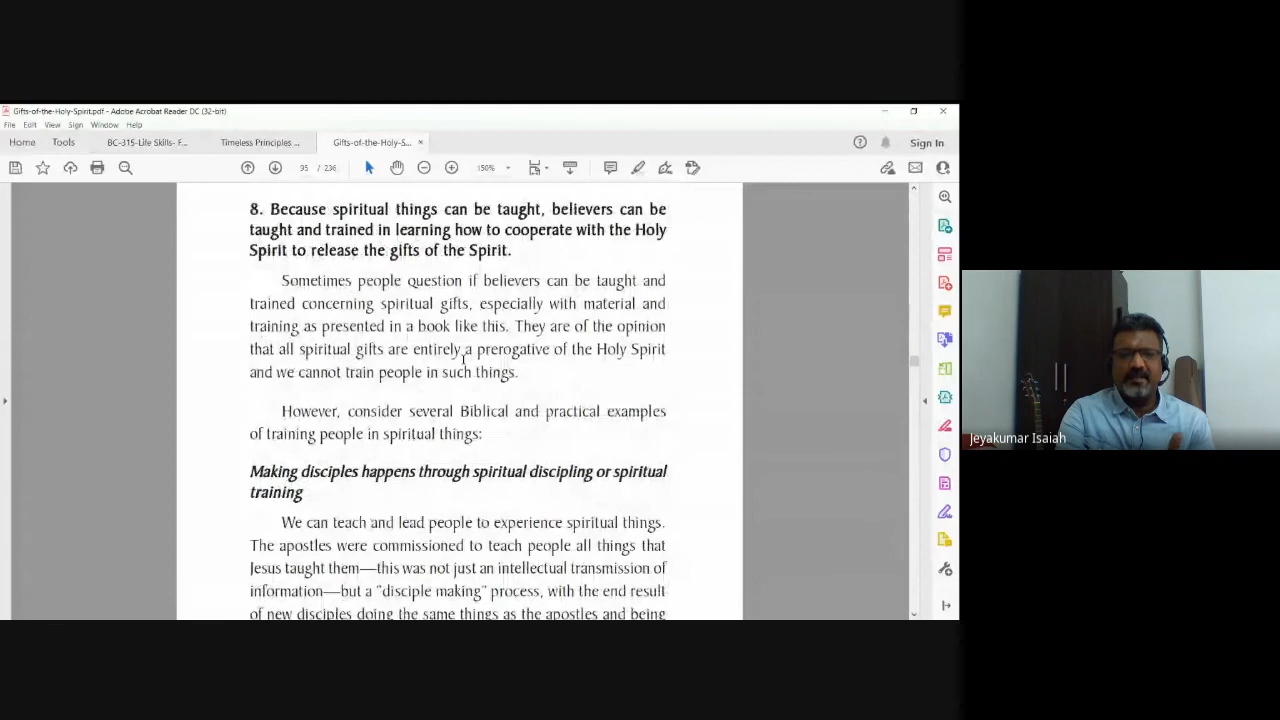 Gifts-of-the-Holy-Spirit.pdf - Adobe Acrobat Reader DC (32-bit)
File Edit View Sign Window Help
Home Tools BC-315-Life Skills- F... Timeless Principles ... Gifts-of-the-Holy-S... × Sign In
95 / 236 150%
8. Because spiritual things can be taught, believers can be
taught and trained in learning how to cooperate with the Holy
Spirit to release the gifts of the Spirit.
Sometimes people question if believers can be taught and
trained concerning spiritual gifts, especially with material and
training as presented in a book like this. They are of the opinion
that all spiritual gifts are entirely a prerogative of the Holy Spirit
and we cannot train people in such things.
However, consider several Biblical and practical examples
of training people in spiritual things:
Making disciples happens through spiritual discipling or spiritual
training
We can teach and lead people to experience spiritual things.
The apostles were commissioned to teach people all things that
Jesus taught them—this was not just an intellectual transmission of
information—but a "disciple making" process, with the end result
of new disciples doing the same things as the apostles and being
Jeyakumar Isaiah